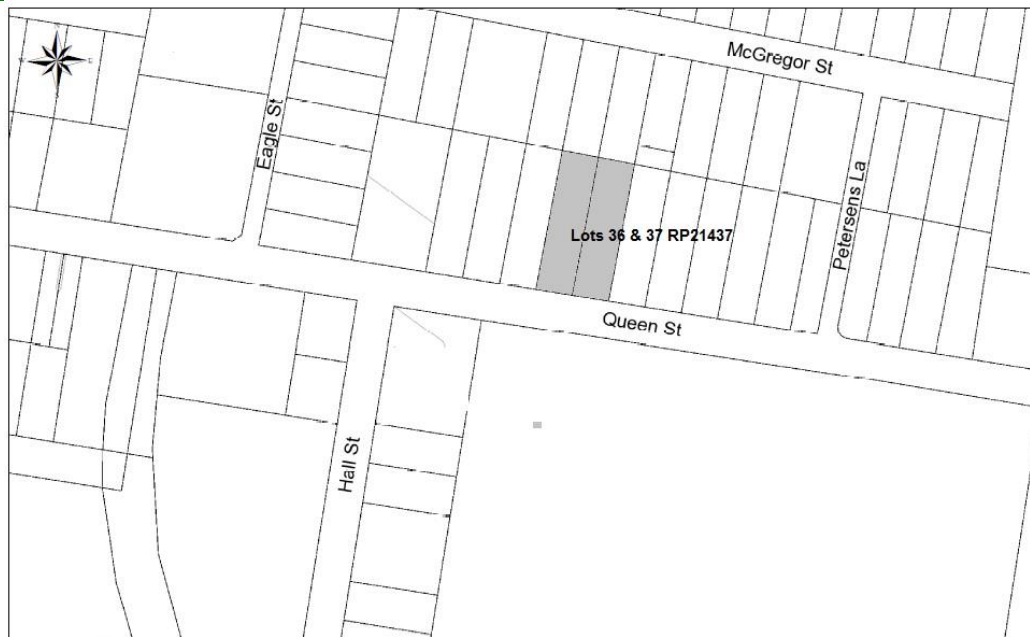 McGregor St
Eagle St
Petersens La
Lots 36 & 37 RP21437
Queen St
Hall St